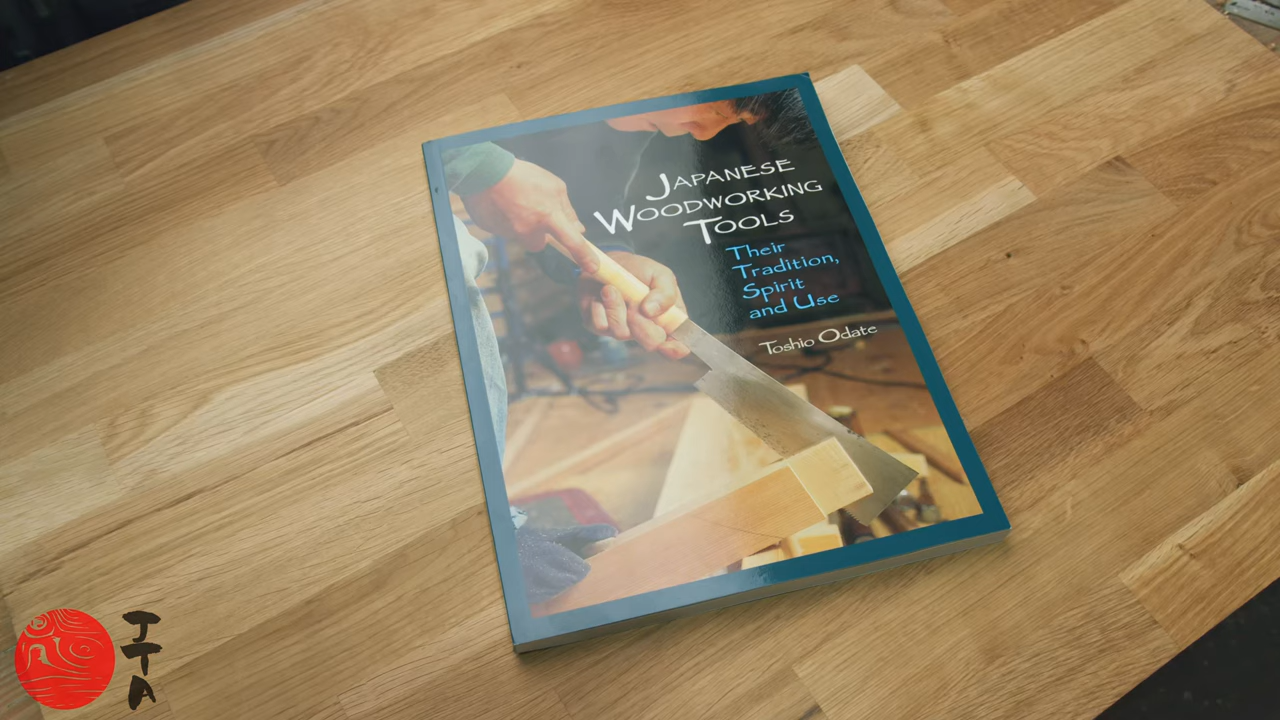 JAPANESE
WOODWORKING
TOOLS
Their
Tradition,
Spirit
and Use
Toshio Odate
JTA